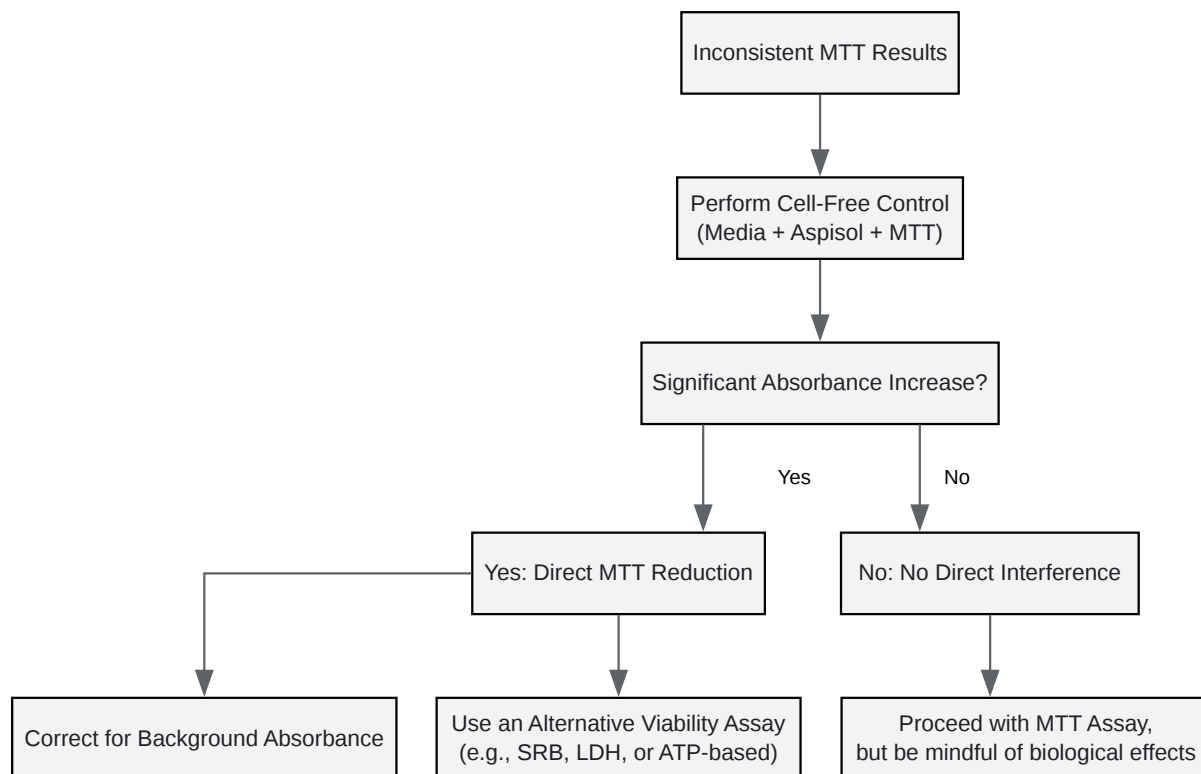 Inconsistent MTT Results
Perform Cell-Free Control
(Media + Aspisol + MTT)
Significant Absorbance Increase?
Yes
No
Yes: Direct MTT Reduction
No: No Direct Interference
Correct for Background Absorbance
Use an Alternative Viability Assay
(e.g., SRB, LDH, or ATP-based)
Proceed with MTT Assay,
but be mindful of biological effects